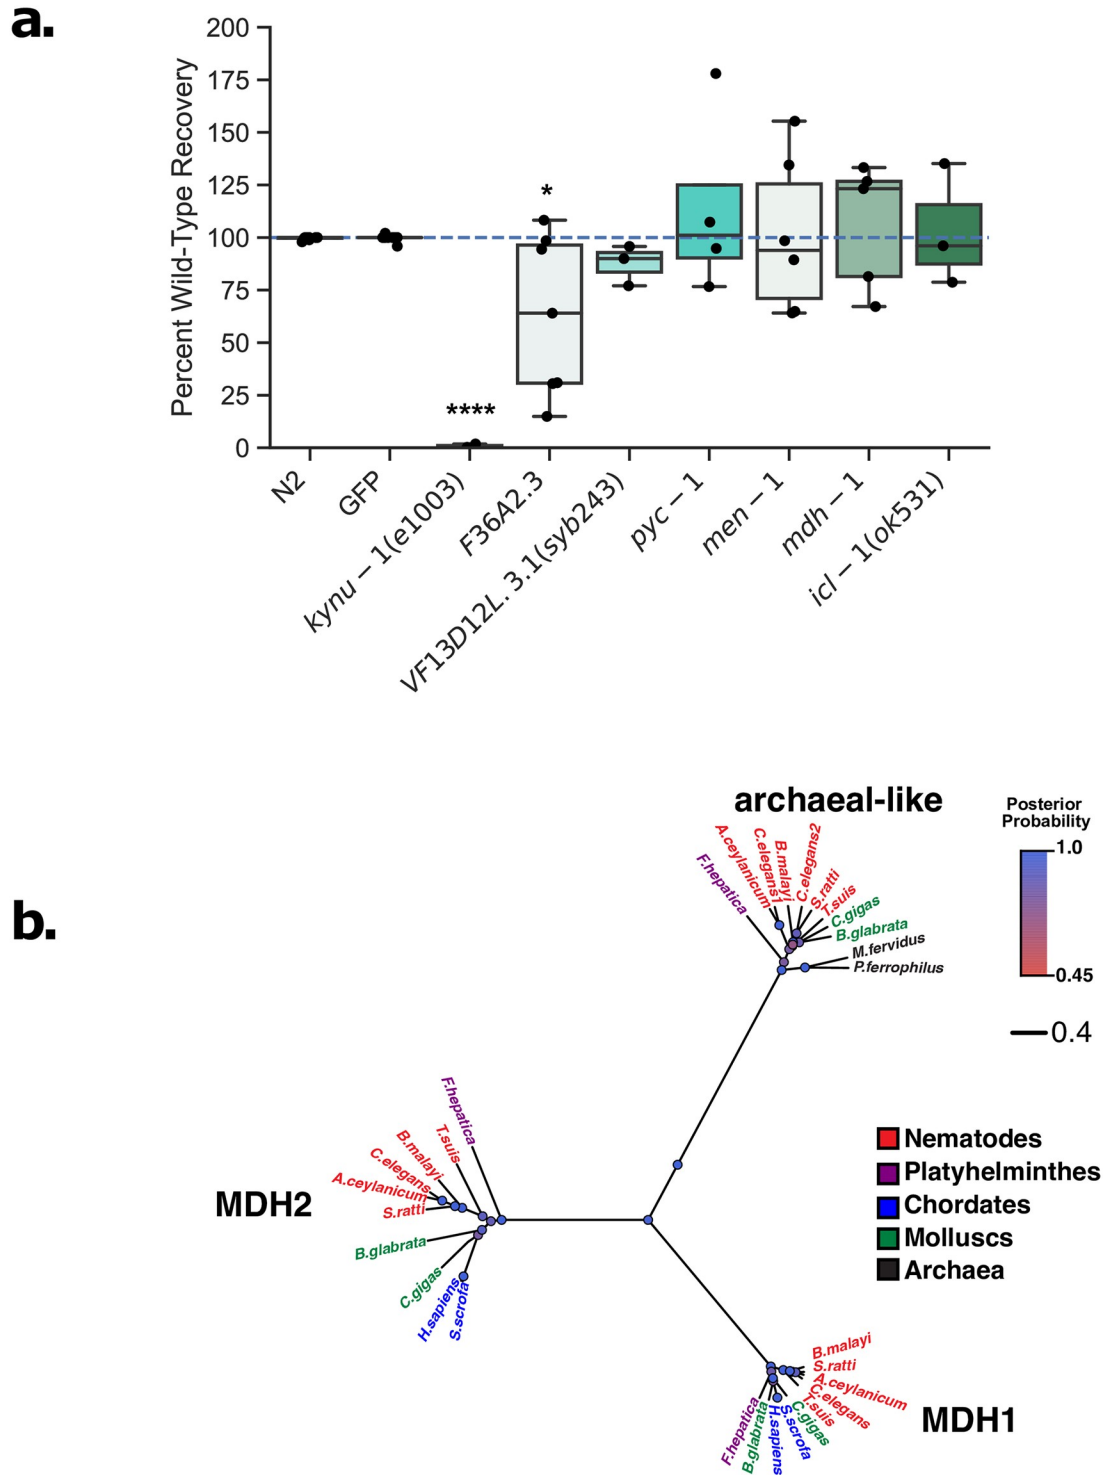 a.
Percent Wild-Type Recovery
200
175
150
125
100
75
50
25
0
*
****
N2
GFP
kynu − 1(e1003)
F36A2.3
VF13D12L. 3.1(syb243)
pyc − 1
men − 1
mdh − 1
icl − 1(ok531)
b.
archaeal-like
F.hepatica
A.ceylanicum
C.elegans1
B.malayi
C.elegans2
S.ratti
T.suis
C.gigas
B.glabrata
M.fervidus
P.ferrophilus
Posterior
Probability
1.0
0.45
0.4
Nematodes
Platyhelminthes
Chordates
Molluscs
Archaea
MDH2
F.hepatica
T.suis
B.malayi
C.elegans
A.ceylanicum
S.ratti
B.glabrata
C.gigas
H.sapiens
S.scrofa
MDH1
B.malayi
S.ratti
A.ceylanicum
C.elegans
T.suis
C.gigas
S.scrofa
H.sapiens
B.glabrata
F.hepatica